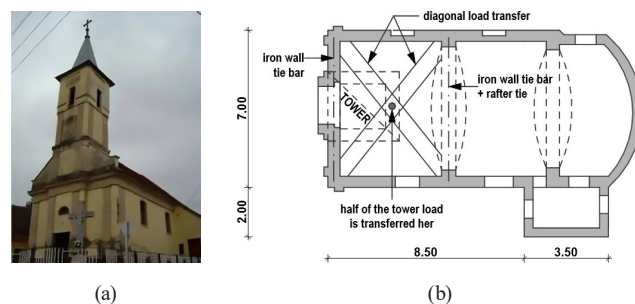 diagonal load transfer
iron wall
tie bar
iron wall tie bar
+ rafter tie
TOWER
7.00
2.00
half of the tower load
is transferred her
8.50
3.50
(a)
(b)